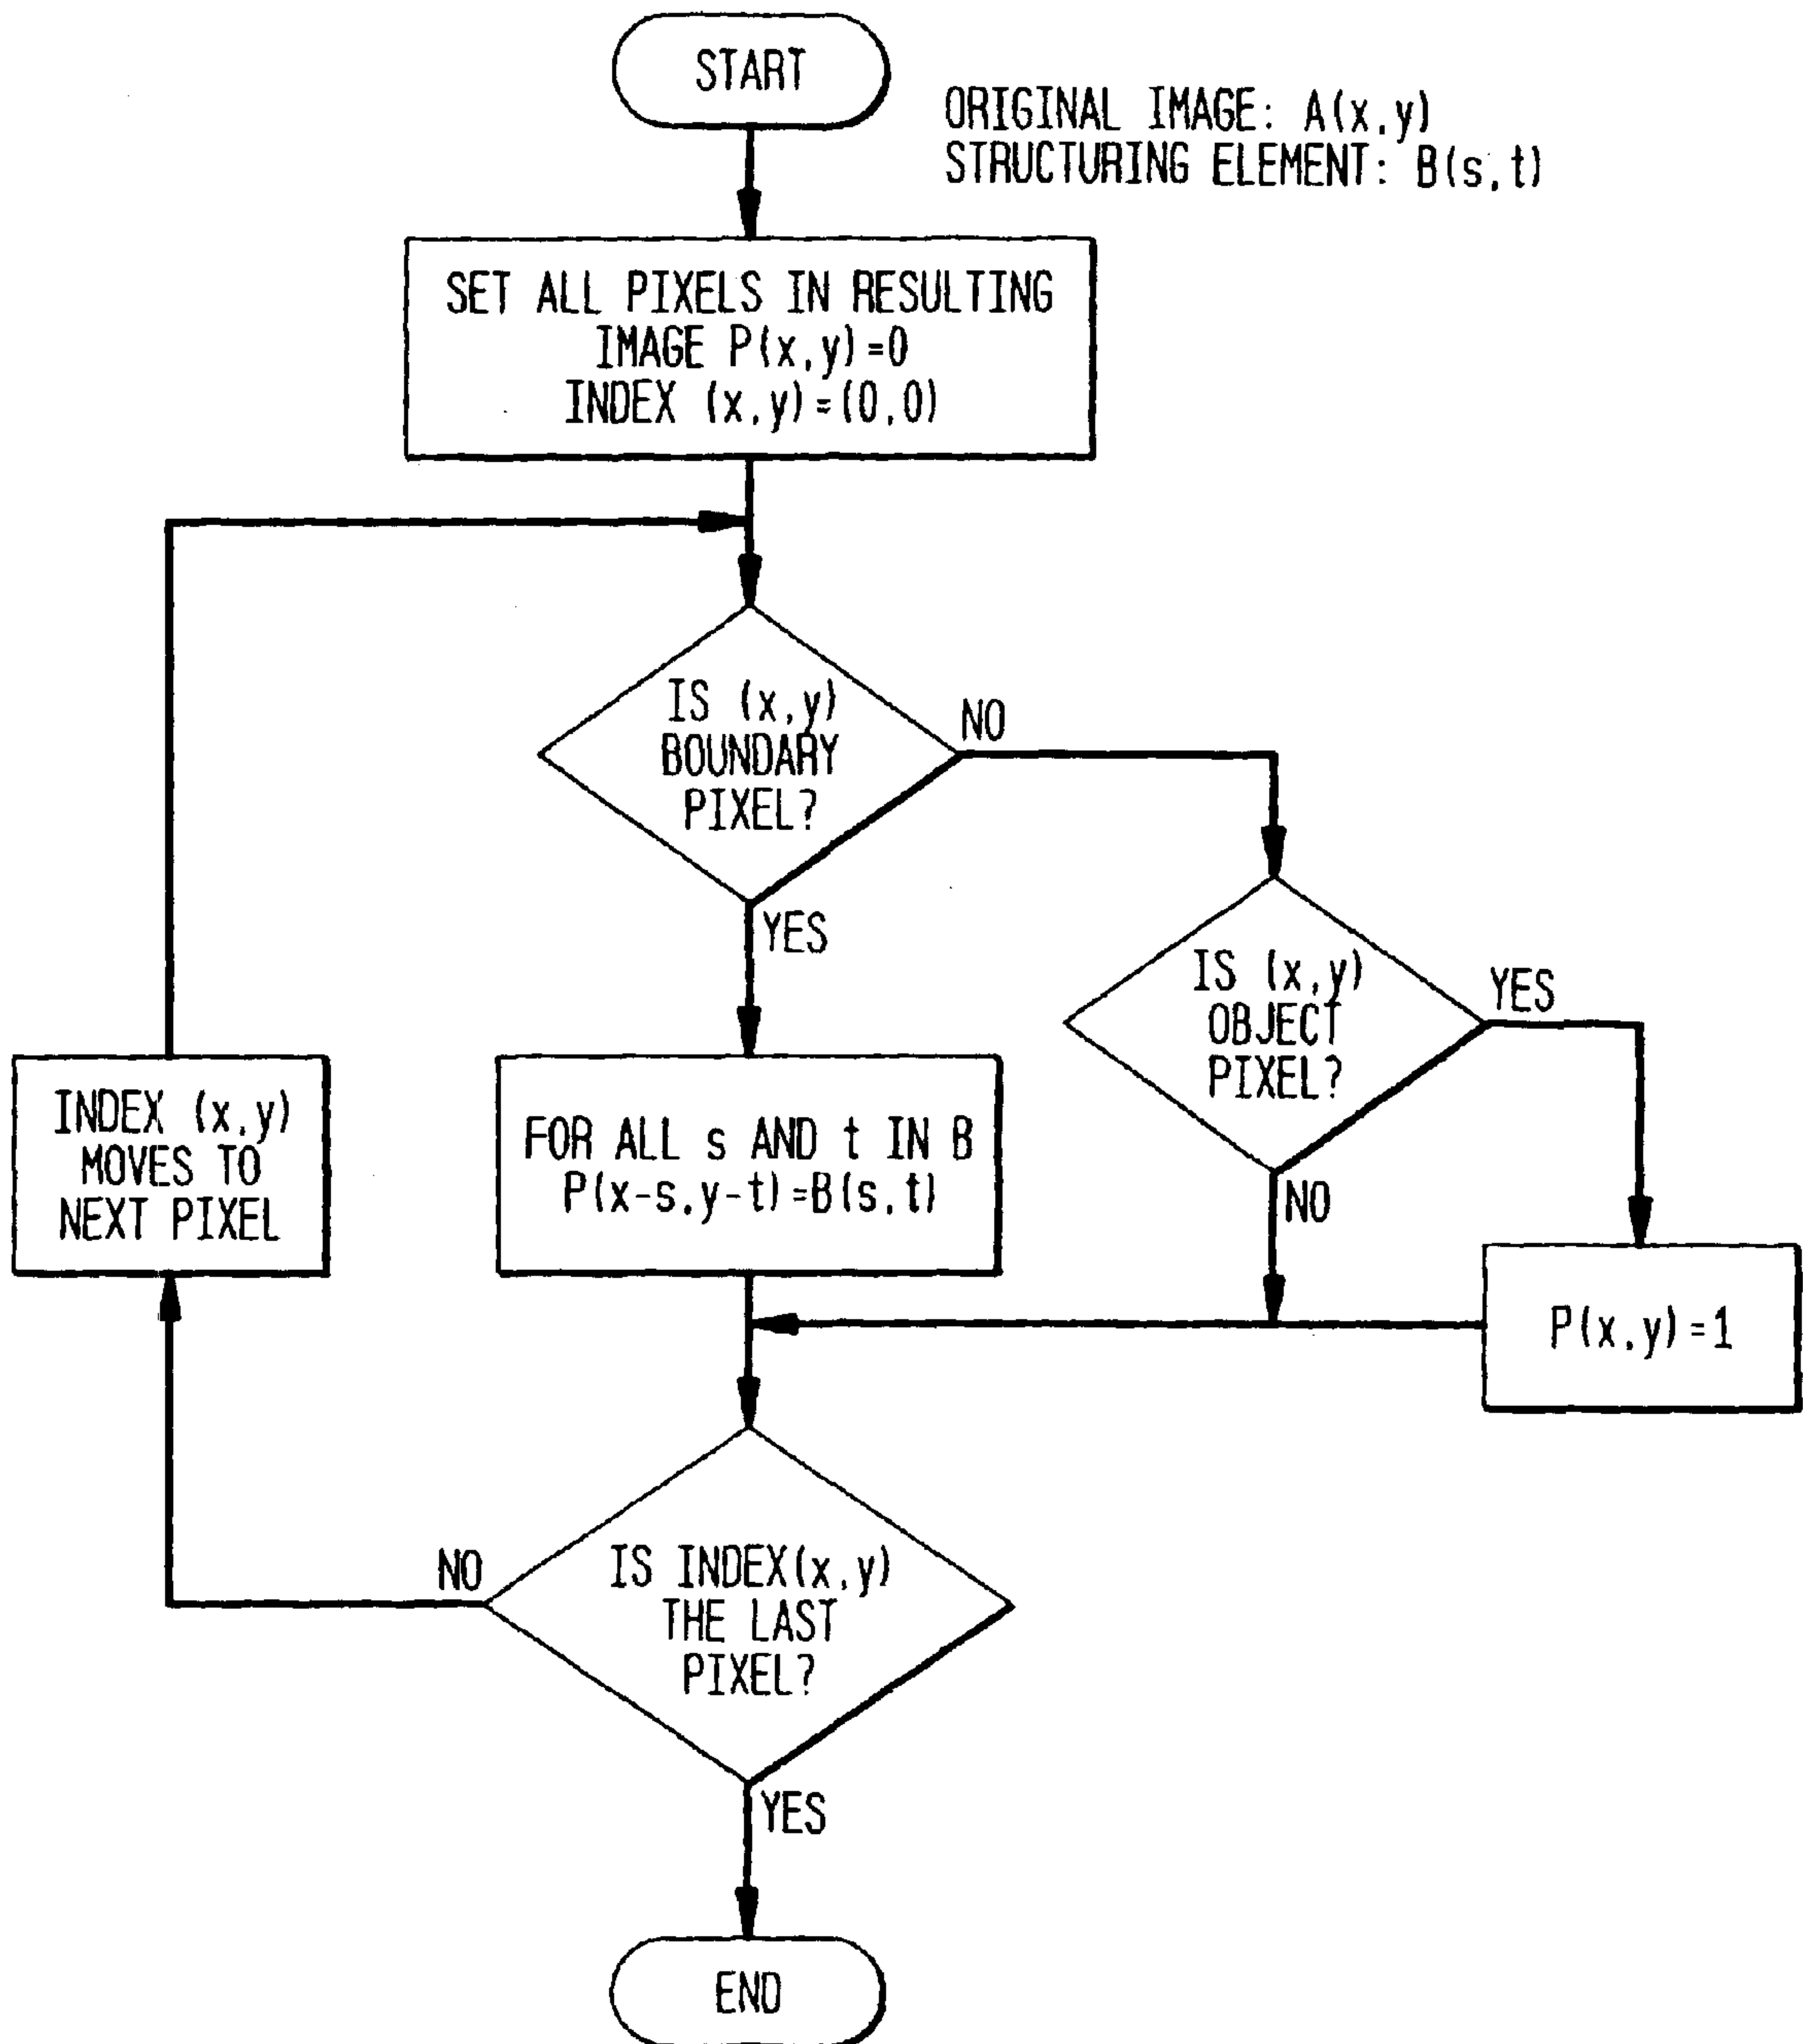 START
ORIGINAL IMAGE: A(x,y)
STRUCTURING ELEMENT: B(s,t)
SET ALL PIXELS IN RESULTING
IMAGE P(x,y)=0
INDEX (x,y)=(0,0)
IS (x,y)
BOUNDARY
PIXEL?
NO
YES
IS (x,y)
OBJECT
PIXEL?
YES
NO
INDEX (x,y)
MOVES TO
NEXT PIXEL
FOR ALL s AND t IN B
P(x-s,y-t)=B(s,t)
P(x,y)=1
IS INDEX(x,y)
THE LAST
PIXEL?
NO
YES
END